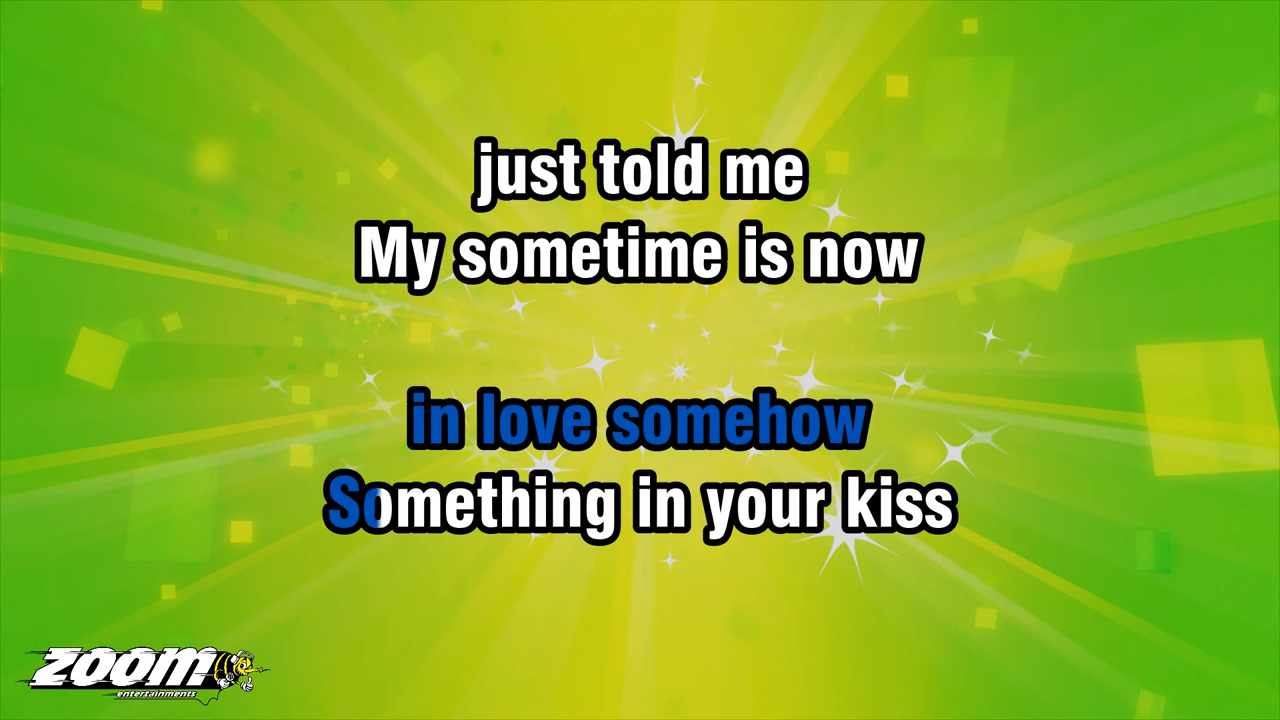 just told me
My sometime is now
in love somehow
Something in your kiss
zoom
entertainments